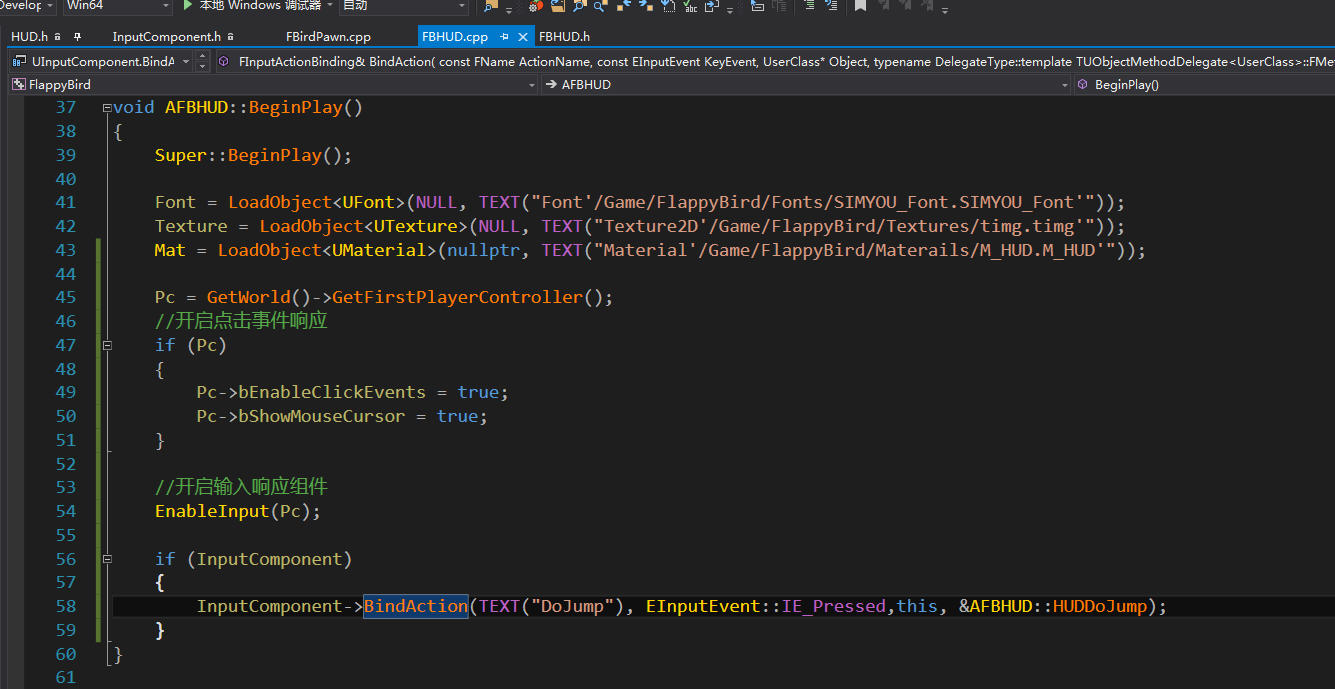 Develop Win64 本地 Windows 调试器 自动
HUD.h InputComponent.h FBirdPawn.cpp FBHUD.cpp FBHUD.h
UInputComponent.BindA FInputActionBinding& BindAction( const FName ActionName, const EInputEvent KeyEvent, UserClass* Object, typename DelegateType::template TUObjectMethodDelegate<UserClass>::FMe
FlappyBird AFBHUD BeginPlay()
37 void AFBHUD::BeginPlay()
38 {
39 Super::BeginPlay();
40
41 Font = LoadObject<UFont>(NULL, TEXT("Font'/Game/FlappyBird/Fonts/SIMYOU_Font.SIMYOU_Font'"));
42 Texture = LoadObject<UTexture>(NULL, TEXT("Texture2D'/Game/FlappyBird/Textures/timg.timg'"));
43 Mat = LoadObject<UMaterial>(nullptr, TEXT("Material'/Game/FlappyBird/Materails/M_HUD.M_HUD'"));
44
45 Pc = GetWorld()->GetFirstPlayerController();
46 //开启点击事件响应
47 if (Pc)
48 {
49 Pc->bEnableClickEvents = true;
50 Pc->bShowMouseCursor = true;
51 }
52
53 //开启输入响应组件
54 EnableInput(Pc);
55
56 if (InputComponent)
57 {
58 InputComponent->BindAction(TEXT("DoJump"), EInputEvent::IE_Pressed,this, &AFBHUD::HUDDoJump);
59 }
60 }
61